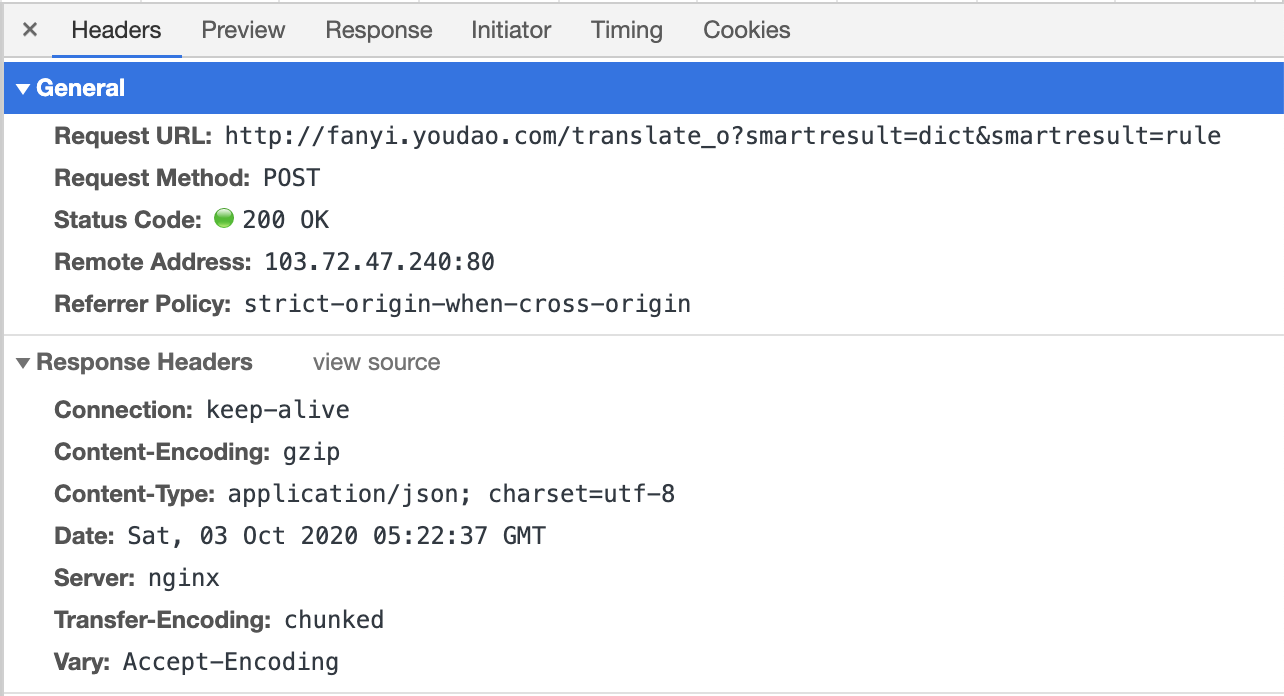 × Headers Preview Response Initiator Timing Cookies
▼ General
Request URL: http://fanyi.youdao.com/translate_o?smartresult=dict&smartresult=rule
Request Method: POST
Status Code: 200 OK
Remote Address: 103.72.47.240:80
Referrer Policy: strict-origin-when-cross-origin
▼ Response Headers view source
Connection: keep-alive
Content-Encoding: gzip
Content-Type: application/json; charset=utf-8
Date: Sat, 03 Oct 2020 05:22:37 GMT
Server: nginx
Transfer-Encoding: chunked
Vary: Accept-Encoding